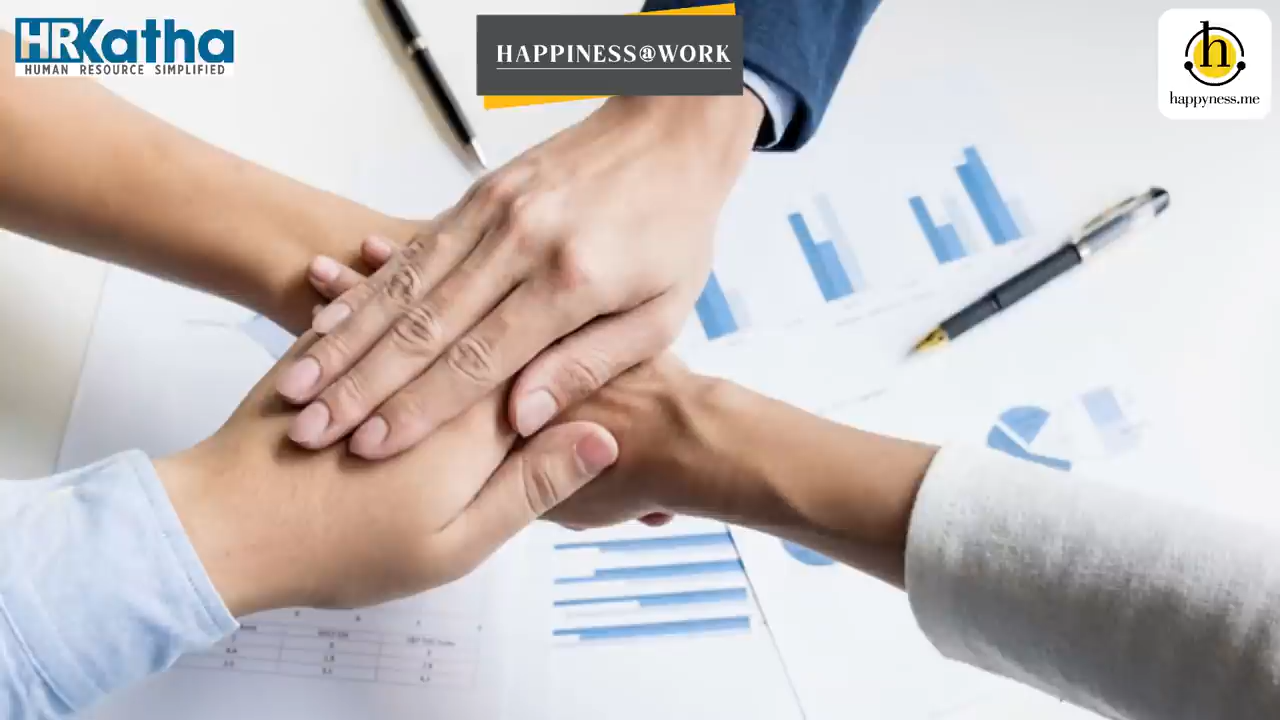 HRKatha
HUMAN RESOURCE SIMPLIFIED
HAPPINESS@WORK
h
happyness.me